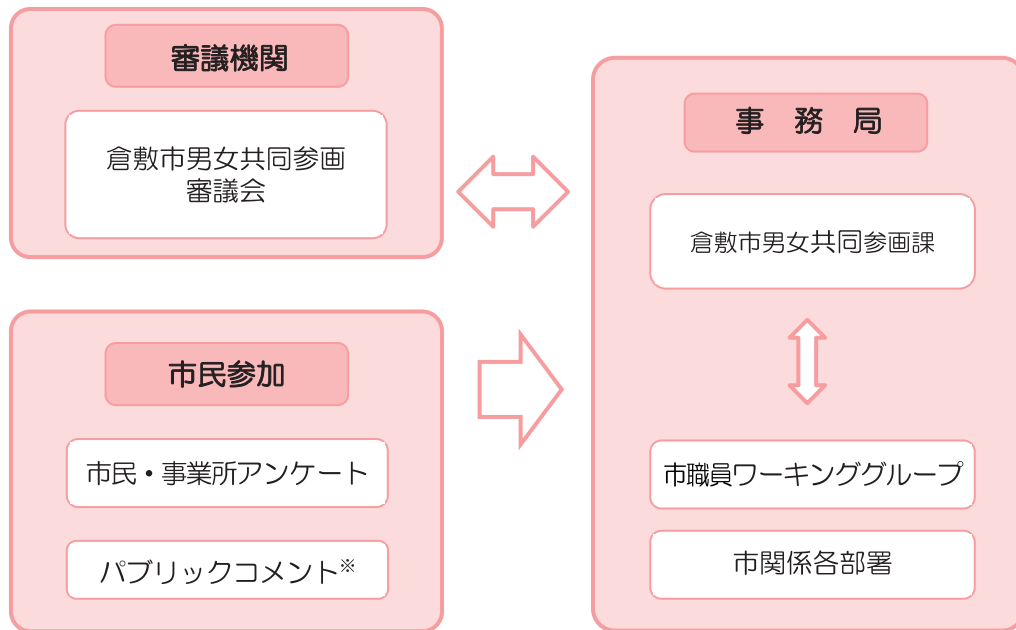 審議機関
倉敷市男女共同参画
審議会
市民参加
市民・事業所アンケート
パブリックコメント※
事　務　局
倉敷市男女共同参画課
市職員ワーキンググループ
市関係各部署